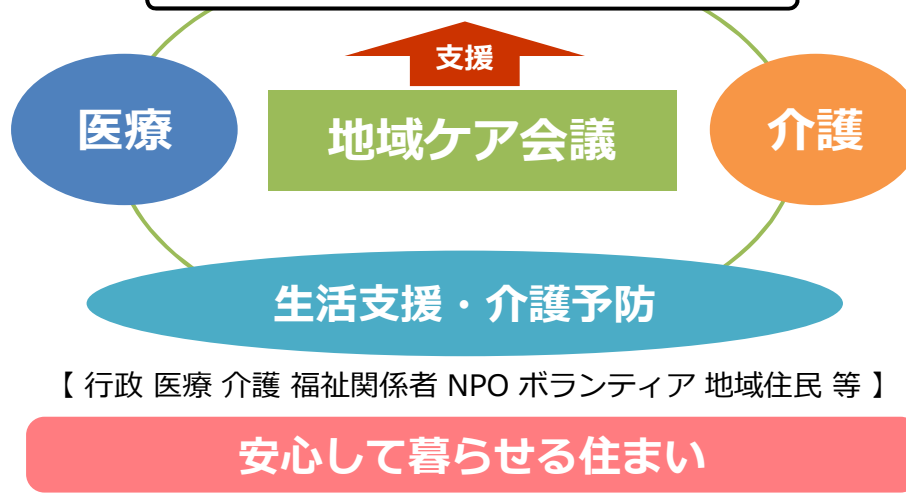 支援
医療
地域ケア会議
介護
生活支援・介護予防
【 行政 医療 介護 福祉関係者 NPO ボランティア 地域住民 等 】
安心して暮らせる住まい